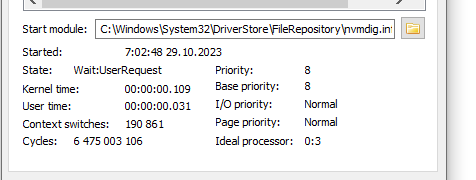 Start module: C:\Windows\System32\DriverStore\FileRepository\nvmdig.in
Started: 7:02:48 29.10.2023
State: Wait:UserRequest Priority: 8
Kernel time: 00:00:00.109 Base priority: 8
User time: 00:00:00.031 I/O priority: Normal
Context switches: 190 861 Page priority: Normal
Cycles: 6 475 003 106 Ideal processor: 0:3